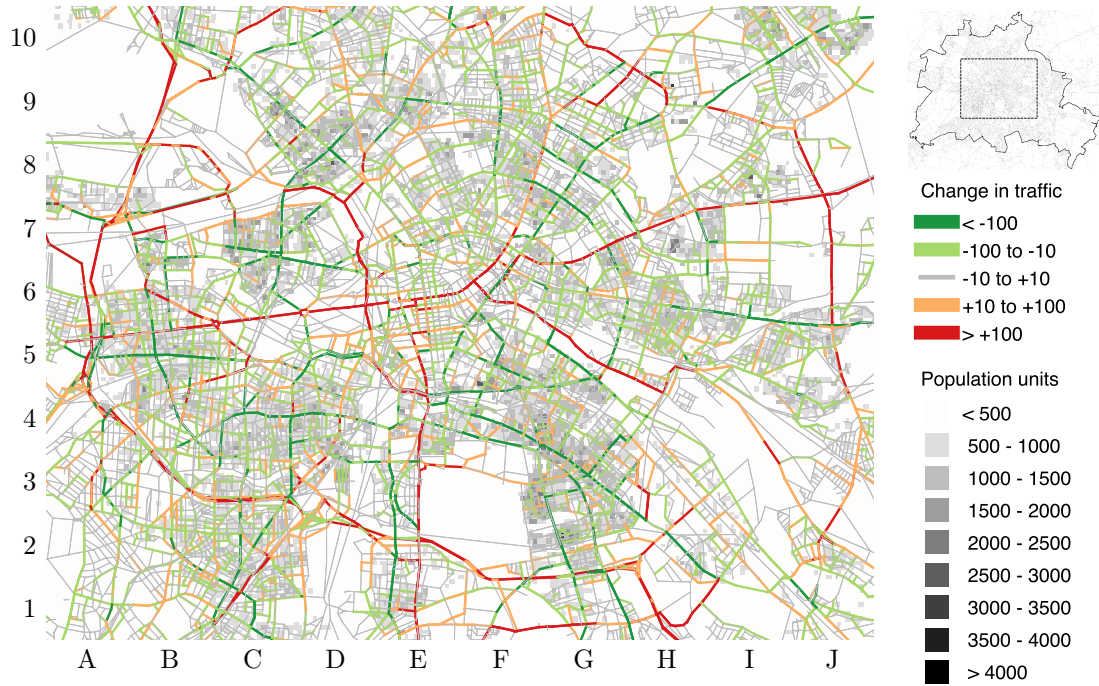 10
9
8
7
6
5
4
3
2
1
A B C D E F G H I J
Change in traffic
< -100
-100 to -10
-10 to +10
+10 to +100
> +100
Population units
< 500
500 - 1000
1000 - 1500
1500 - 2000
2000 - 2500
2500 - 3000
3000 - 3500
3500 - 4000
> 4000